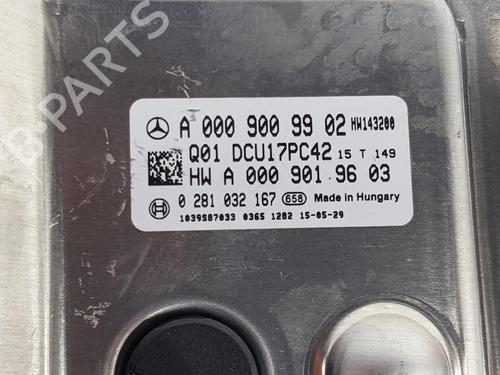 B-PARTS
A 000 900 99 02 HW143200
Q01 DCU17PC42 15 T 149
HW A 000 901 96 03
0 281 032 167 658 Made in Hungary
1039S87033 0365 1282 15-05-29